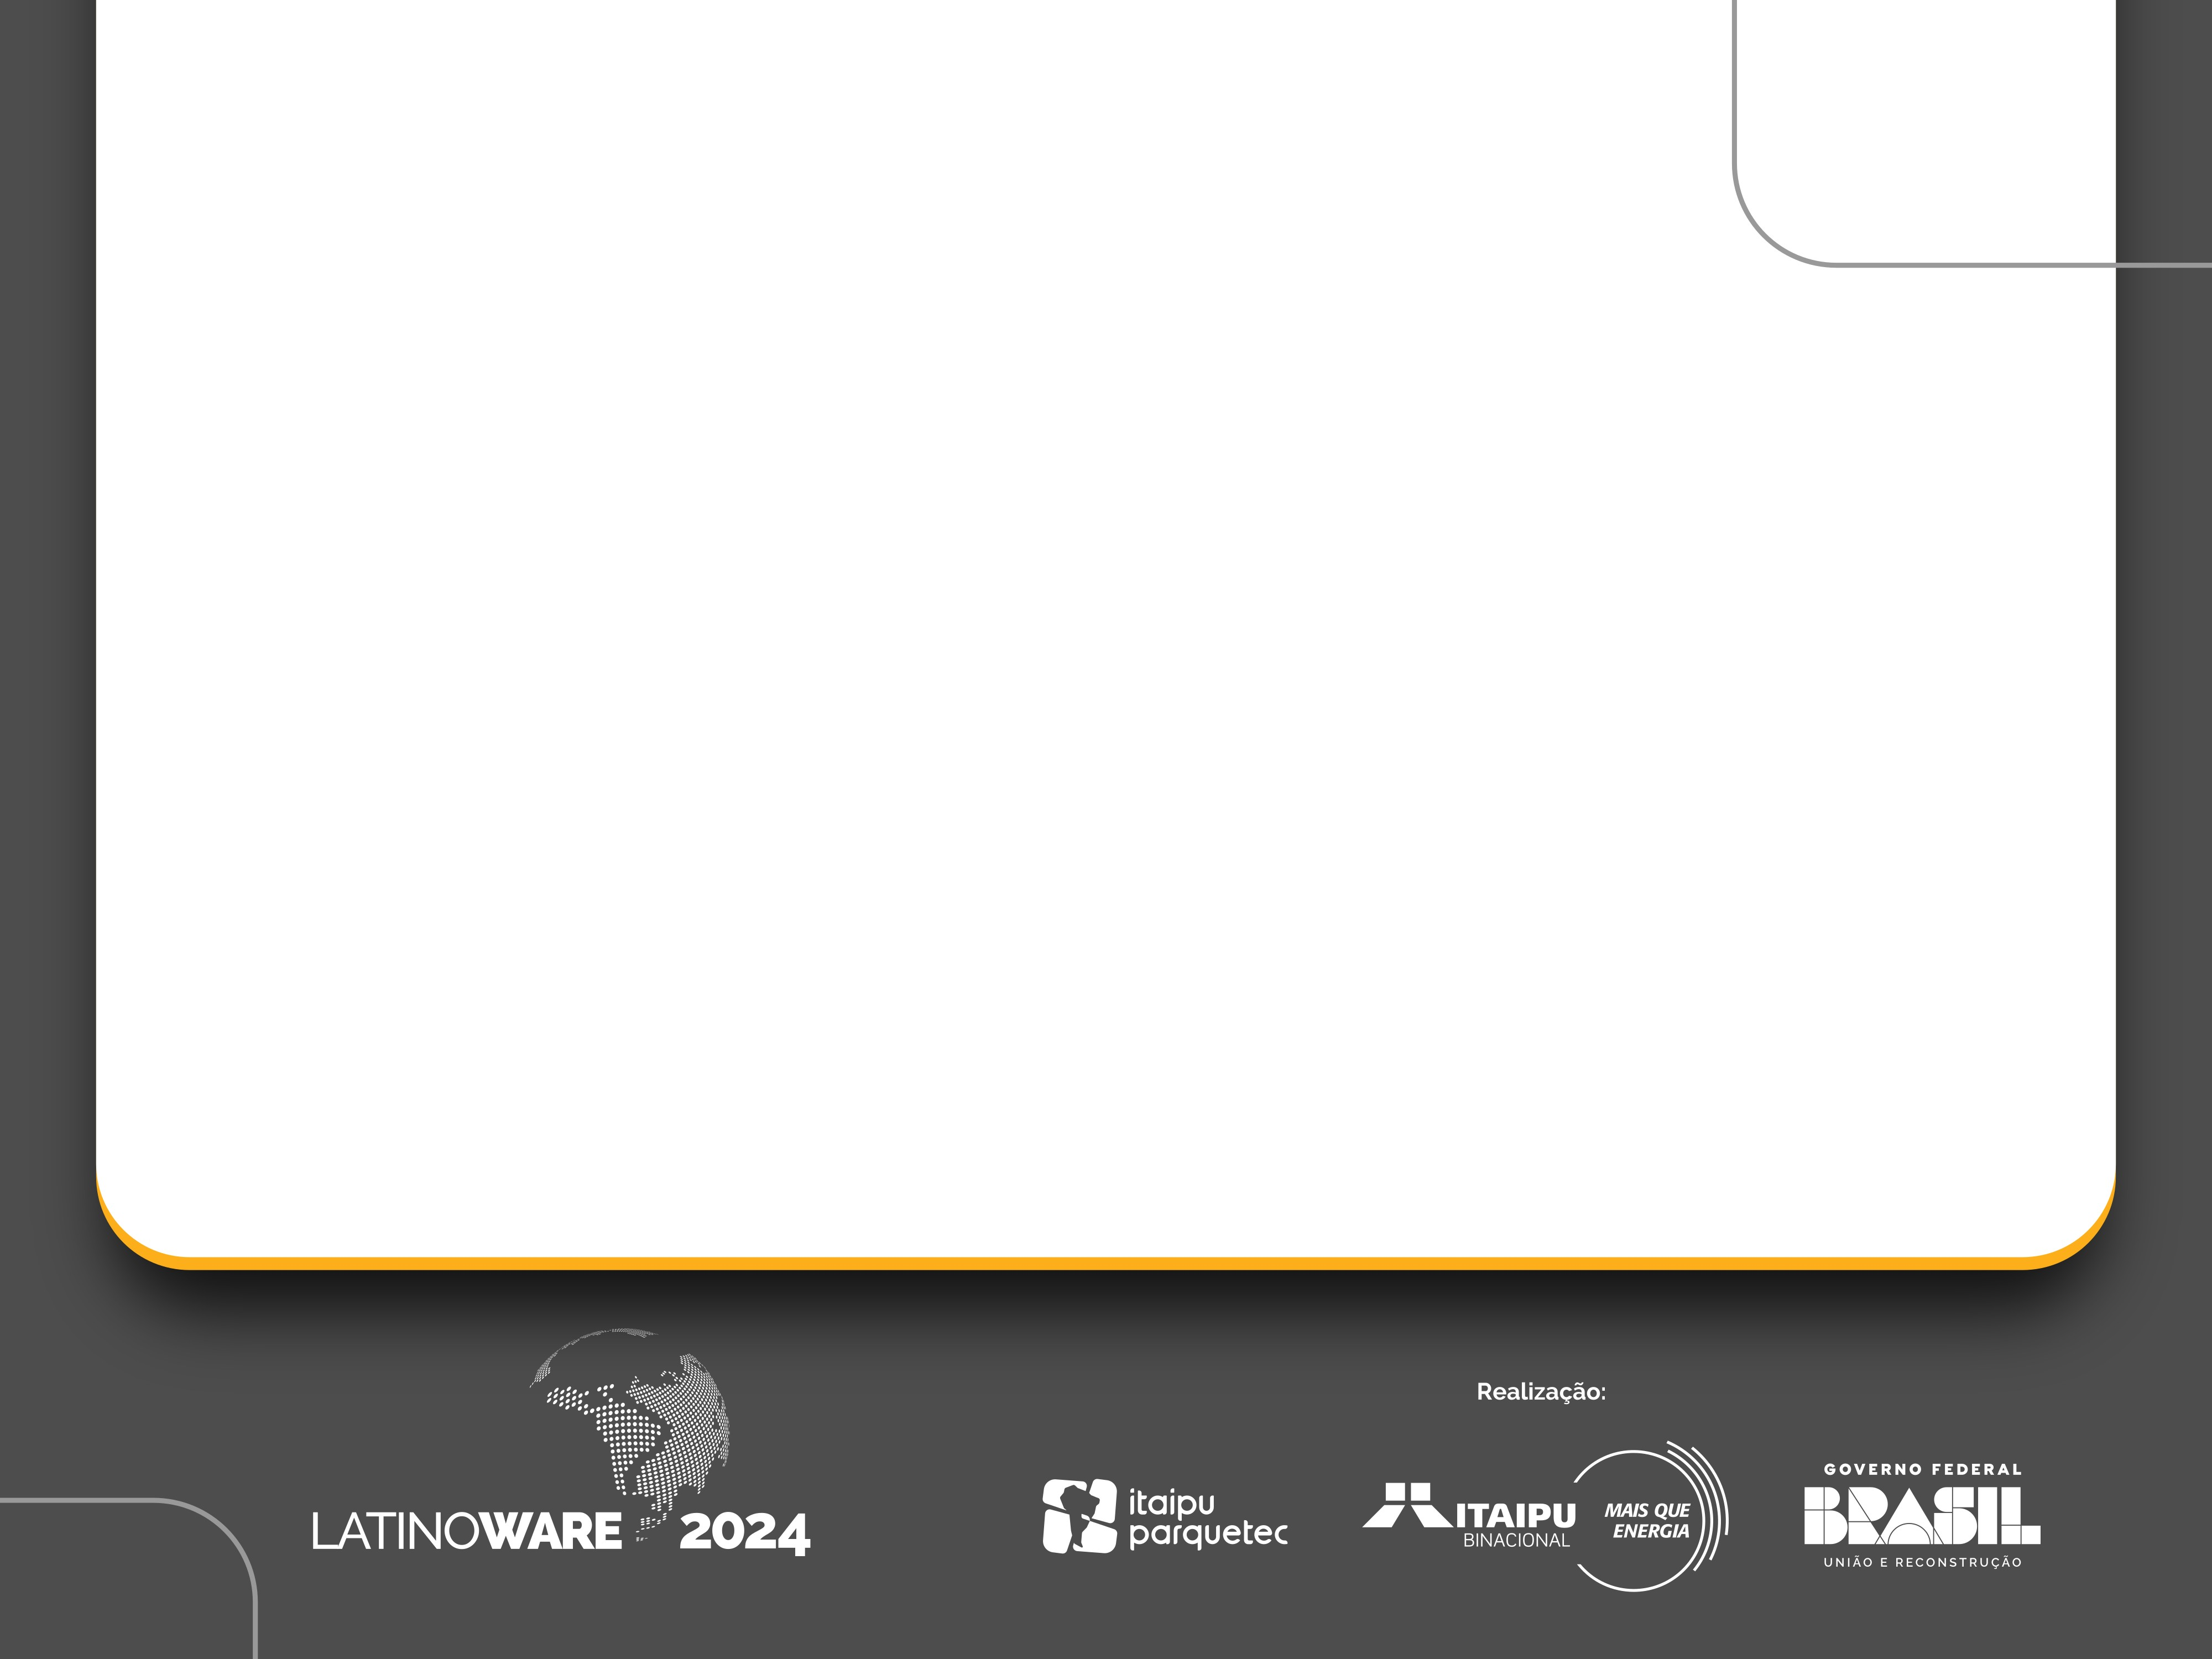 Realização:
LATINOWARE 2024
itaipu
parquetec
ITAIPU
BINACIONAL
MAIS QUE
ENERGIA
GOVERNO FEDERAL
BRASIL
UNIÃO E RECONSTRUÇÃO